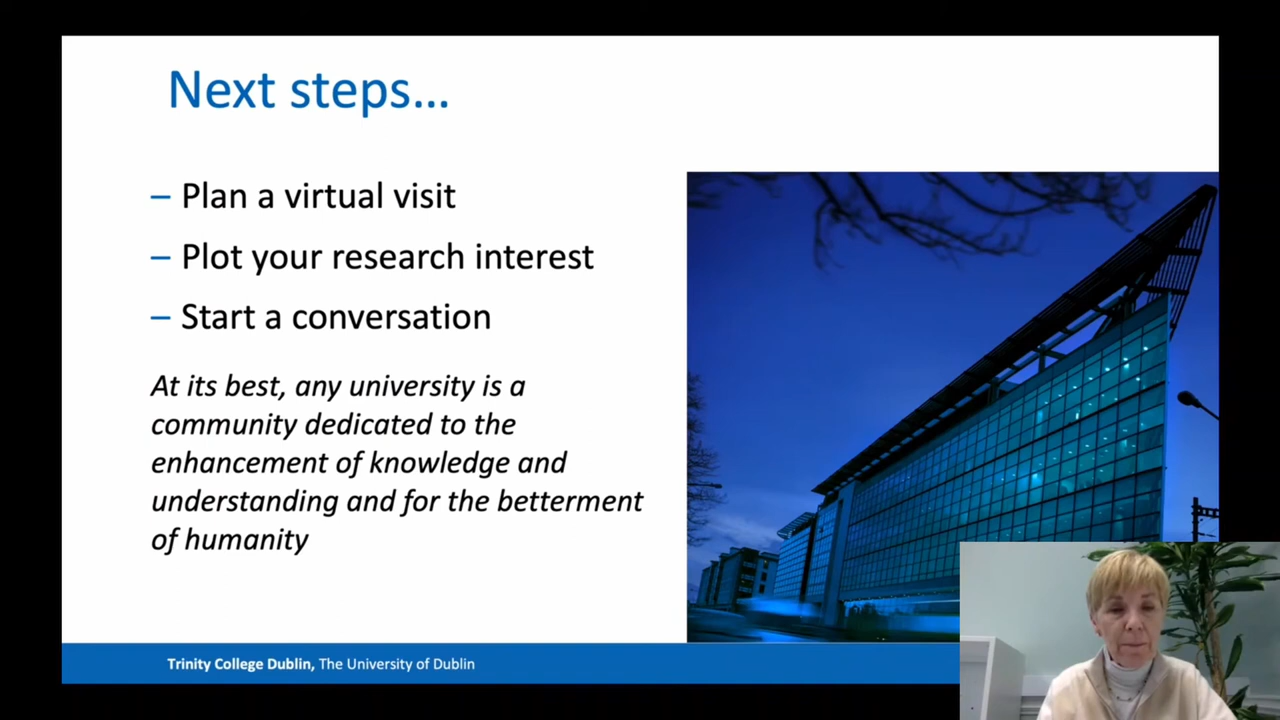 Next steps…
– Plan a virtual visit
– Plot your research interest
– Start a conversation
At its best, any university is a
community dedicated to the
enhancement of knowledge and
understanding and for the betterment
of humanity
Trinity College Dublin, The University of Dublin